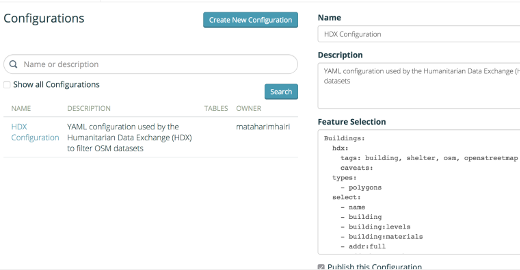 Configurations
Create New Configuration
Name or description
Show all Configurations
Search
NAME DESCRIPTION TABLES OWNER
HDX Configuration
YAML configuration used by the
Humanitarian Data Exchange (HDX)
to filter OSM datasets
mataharimhairi
Name
HDX Configuration
Description
YAML configuration used by the Humanitarian Data Exchange
datasets
Feature Selection
Buildings:
hdx:
tags: building, shelter, osm, openstreetmap
caveats:
types:
- polygons
select:
- name
- building
- building:levels
- building:materials
- addr:full
Publish this Configuration